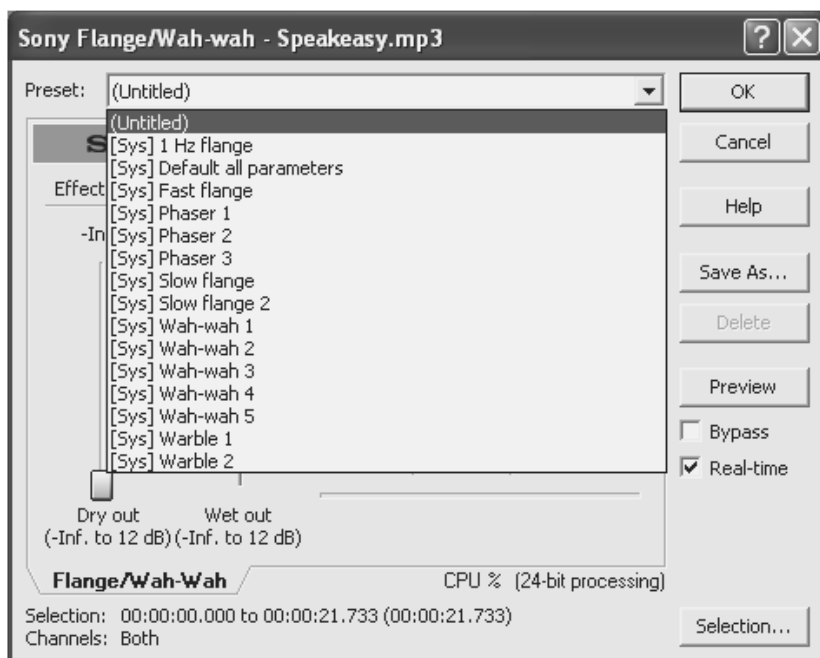 Sony Flange/Wah-wah - Speakeasy.mp3
Preset: (Untitled)
(Untitled)
[Sys] 1 Hz flange
[Sys] Default all parameters
[Sys] Fast flange
[Sys] Phaser 1
[Sys] Phaser 2
[Sys] Phaser 3
[Sys] Slow flange
[Sys] Slow flange 2
[Sys] Wah-wah 1
[Sys] Wah-wah 2
[Sys] Wah-wah 3
[Sys] Wah-wah 4
[Sys] Wah-wah 5
[Sys] Warble 1
[Sys] Warble 2
S
Effect
-In
Dry out Wet out
(-Inf. to 12 dB) (-Inf. to 12 dB)
Flange/Wah-Wah
CPU % (24-bit processing)
Selection: 00:00:00.000 to 00:00:21.733 (00:00:21.733)
Channels: Both
OK
Cancel
Help
Save As...
Delete
Preview
Bypass
Real-time
Selection...